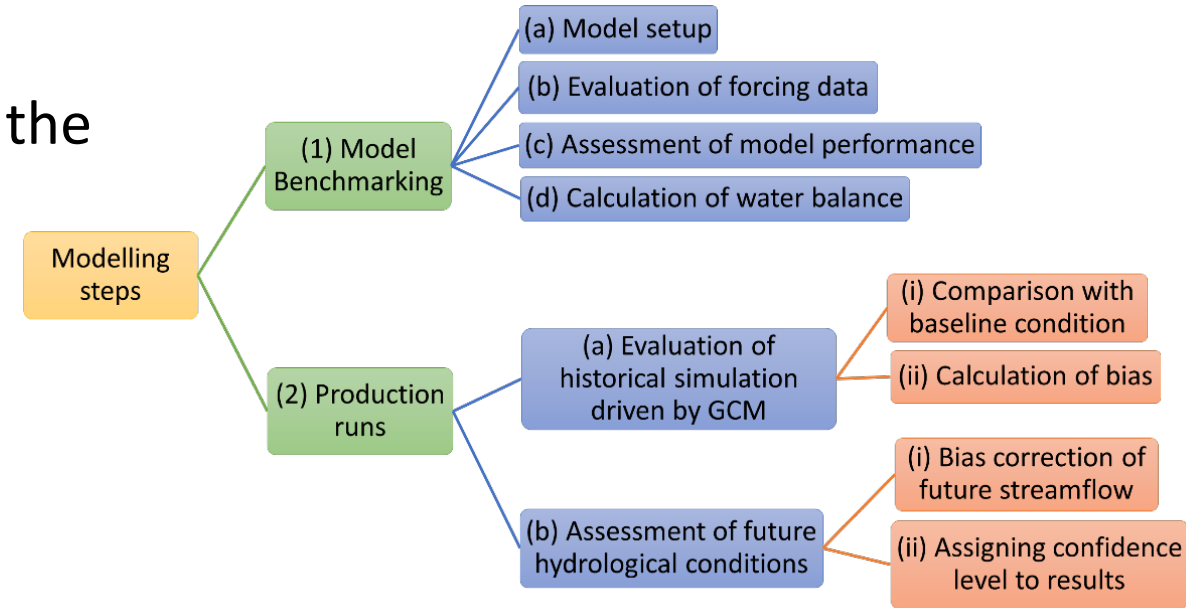 the
Modelling
steps
(1) Model
Benchmarking
(a) Model setup
(b) Evaluation of forcing data
(c) Assessment of model performance
(d) Calculation of water balance
(2) Production
runs
(a) Evaluation of
historical simulation
driven by GCM
(i) Comparison with
baseline condition
(ii) Calculation of bias
(b) Assessment of future
hydrological conditions
(i) Bias correction of
future streamflow
(ii) Assigning confidence
level to results